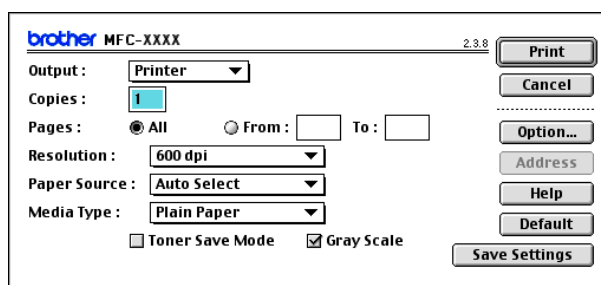 brother MFC-XXXX
2.3.8
Print
Cancel
Output : Printer
Copies : 1
Pages : All From : To :
Option...
Resolution : 600 dpi
Address
Paper Source : Auto Select
Help
Media Type : Plain Paper
Default
Toner Save Mode Gray Scale
Save Settings